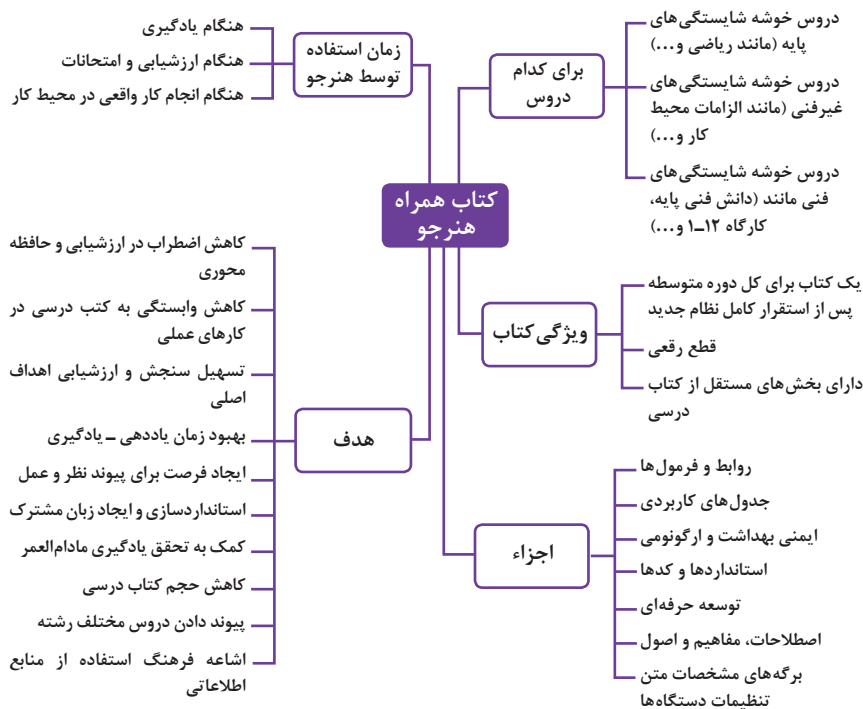 کتاب همراه
هنرجو
برای کدام
دروس
دروس خوشه شایستگی‌های
پایه (مانند ریاضی و...)
دروس خوشه شایستگی‌های
غیرفنی (مانند الزامات محیط
کار و...)
دروس خوشه شایستگی‌های
فنی مانند (دانش فنی پایه،
کارگاه ۱۲ـ۱ و...)
ویژگی کتاب
یک کتاب برای کل دوره متوسطه
پس از استقرار کامل نظام جدید
قطع رقعی
دارای بخش‌های مستقل از کتاب
درسی
اجزاء
روابط و فرمول‌ها
جدول‌های کاربردی
ایمنی بهداشت و ارگونومی
استانداردها و کدها
توسعه حرفه‌ای
اصطلاحات، مفاهیم و اصول
برگه‌های مشخصات متن
تنظیمات دستگاه‌ها
زمان استفاده
توسط هنرجو
هنگام یادگیری
هنگام ارزشیابی و امتحانات
هنگام انجام کار واقعی در محیط کار
هدف
کاهش اضطراب در ارزشیابی و حافظه
محوری
کاهش وابستگی به کتب درسی در
کارهای عملی
تسهیل سنجش و ارزشیابی اهداف
اصلی
بهبود زمان یاددهی ـ یادگیری
ایجاد فرصت برای پیوند نظر و عمل
استانداردسازی و ایجاد زبان مشترک
کمک به تحقق یادگیری مادام‌العمر
کاهش حجم کتاب درسی
پیوند دادن دروس مختلف رشته
اشاعه فرهنگ استفاده از منابع
اطلاعاتی